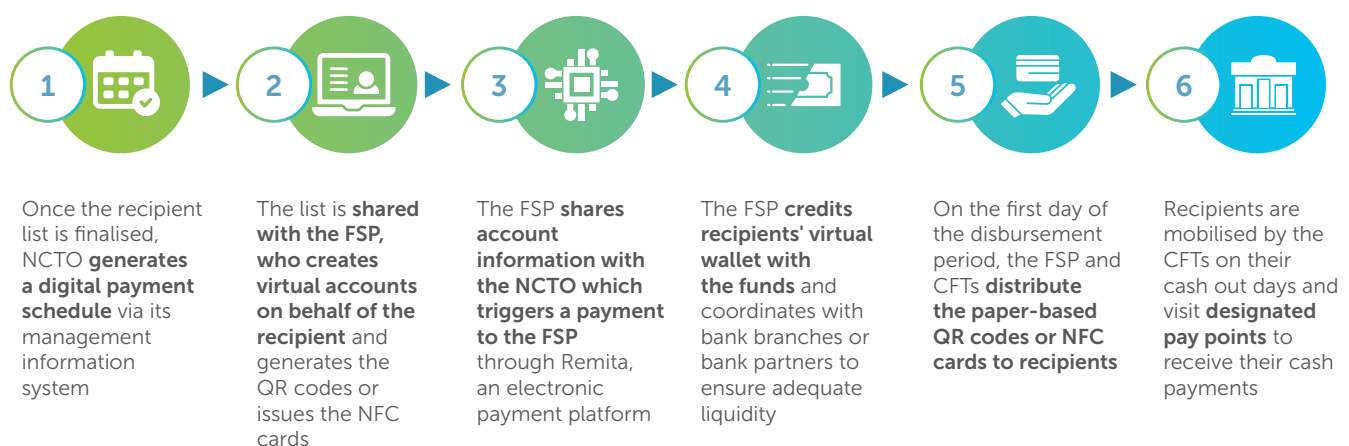 1
2
3
4
5
6
Once the recipient
list is finalised,
NCTO generates
a digital payment
schedule via its
management
information
system
The list is shared
with the FSP,
who creates
virtual accounts
on behalf of the
recipient and
generates the
QR codes or
issues the NFC
cards
The FSP shares
account
information with
the NCTO which
triggers a payment
to the FSP
through Remita,
an electronic
payment platform
The FSP credits
recipients' virtual
wallet with
the funds and
coordinates with
bank branches or
bank partners to
ensure adequate
liquidity
On the first day of
the disbursement
period, the FSP and
CFTs distribute
the paper-based
QR codes or NFC
cards to recipients
Recipients are
mobilised by the
CFTs on their
cash out days and
visit designated
pay points to
receive their cash
payments